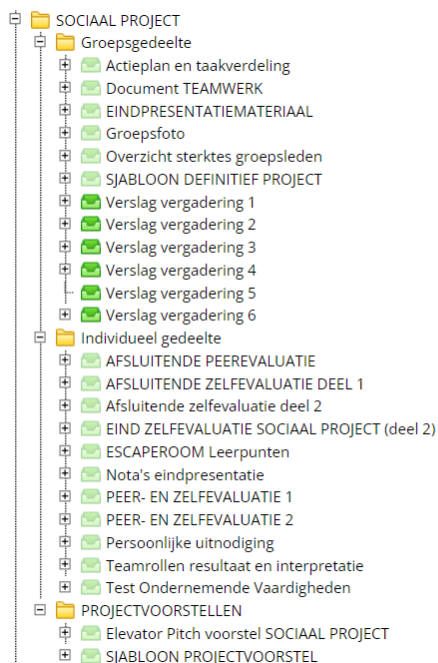 SOCIAAL PROJECT
Groepsgedeelte
Actieplan en taakverdeling
Document TEAMWERK
EINDPRESENTATIEMATERIAAL
Groepsfoto
Overzicht sterktes groepsleden
SJABLOON DEFINITIEF PROJECT
Verslag vergadering 1
Verslag vergadering 2
Verslag vergadering 3
Verslag vergadering 4
Verslag vergadering 5
Verslag vergadering 6
Individueel gedeelte
AFSLUITENDE PEEREVALUATIE
AFSLUITENDE ZELFEVALUATIE DEEL 1
Afsluitende zelfevaluatie deel 2
EIND ZELFEVALUATIE SOCIAAL PROJECT (deel 2)
ESCAPEROOM Leerpunten
Nota's eindpresentatie
PEER- EN ZELFEVALUATIE 1
PEER- EN ZELFEVALUATIE 2
Persoonlijke uitnodiging
Teamrollen resultaat en interpretatie
Test Ondernemende Vaardigheden
PROJECTVOORSTELLEN
Elevator Pitch voorstel SOCIAAL PROJECT
SJABLOON PROJECTVOORSTEL